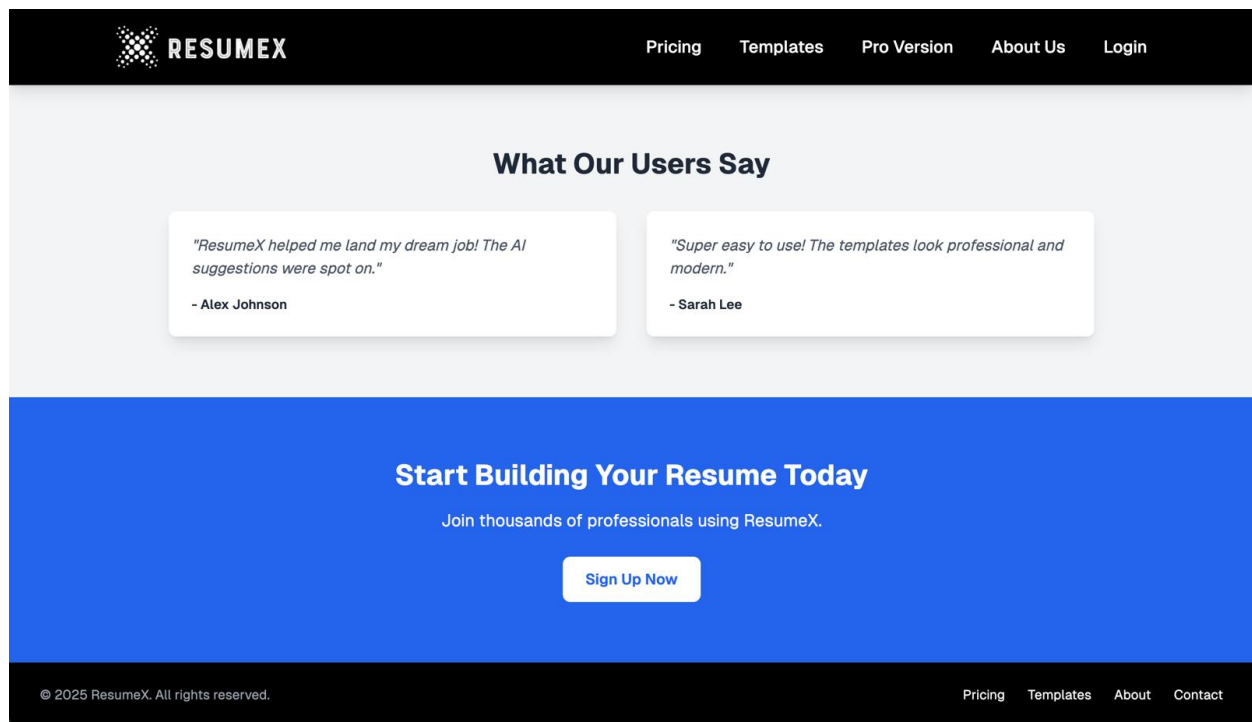 RESUMEX
Pricing Templates Pro Version About Us Login
What Our Users Say
"ResumeX helped me land my dream job! The AI
suggestions were spot on."
- Alex Johnson
"Super easy to use! The templates look professional and
modern."
- Sarah Lee
Start Building Your Resume Today
Join thousands of professionals using ResumeX.
Sign Up Now
© 2025 ResumeX. All rights reserved.
Pricing Templates About Contact